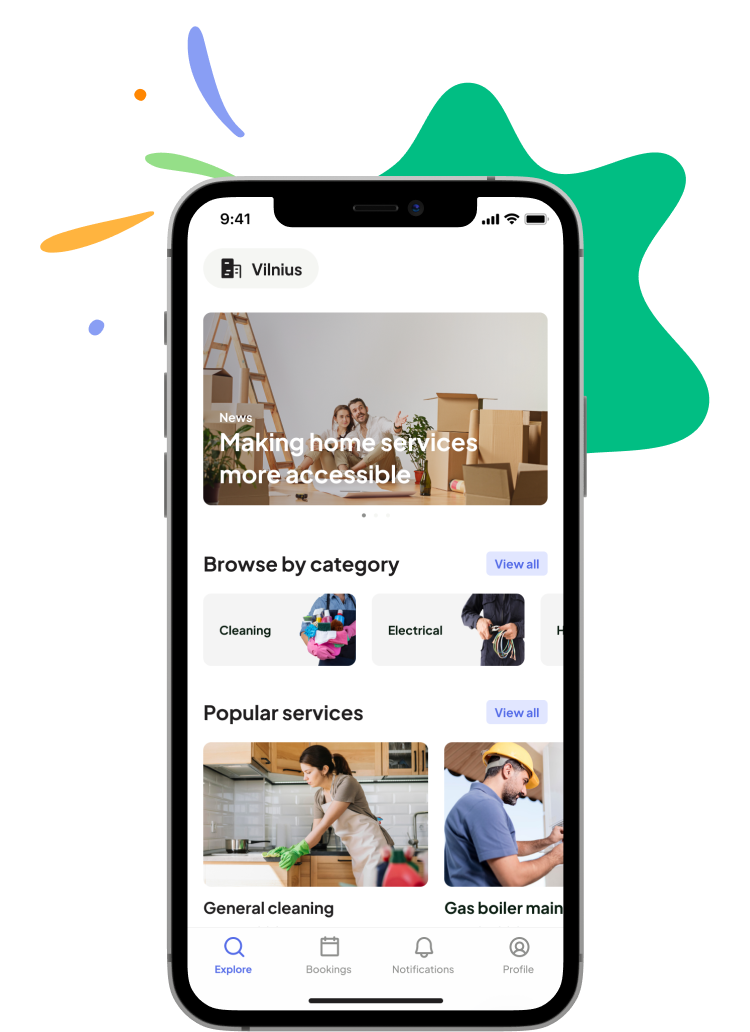 9:41
Vilnius
News
Making home services
more accessible
Browse by category
View all
Cleaning
Electrical
H
Popular services
View all
General cleaning
Gas boiler main
Explore
Bookings
Notifications
Profile